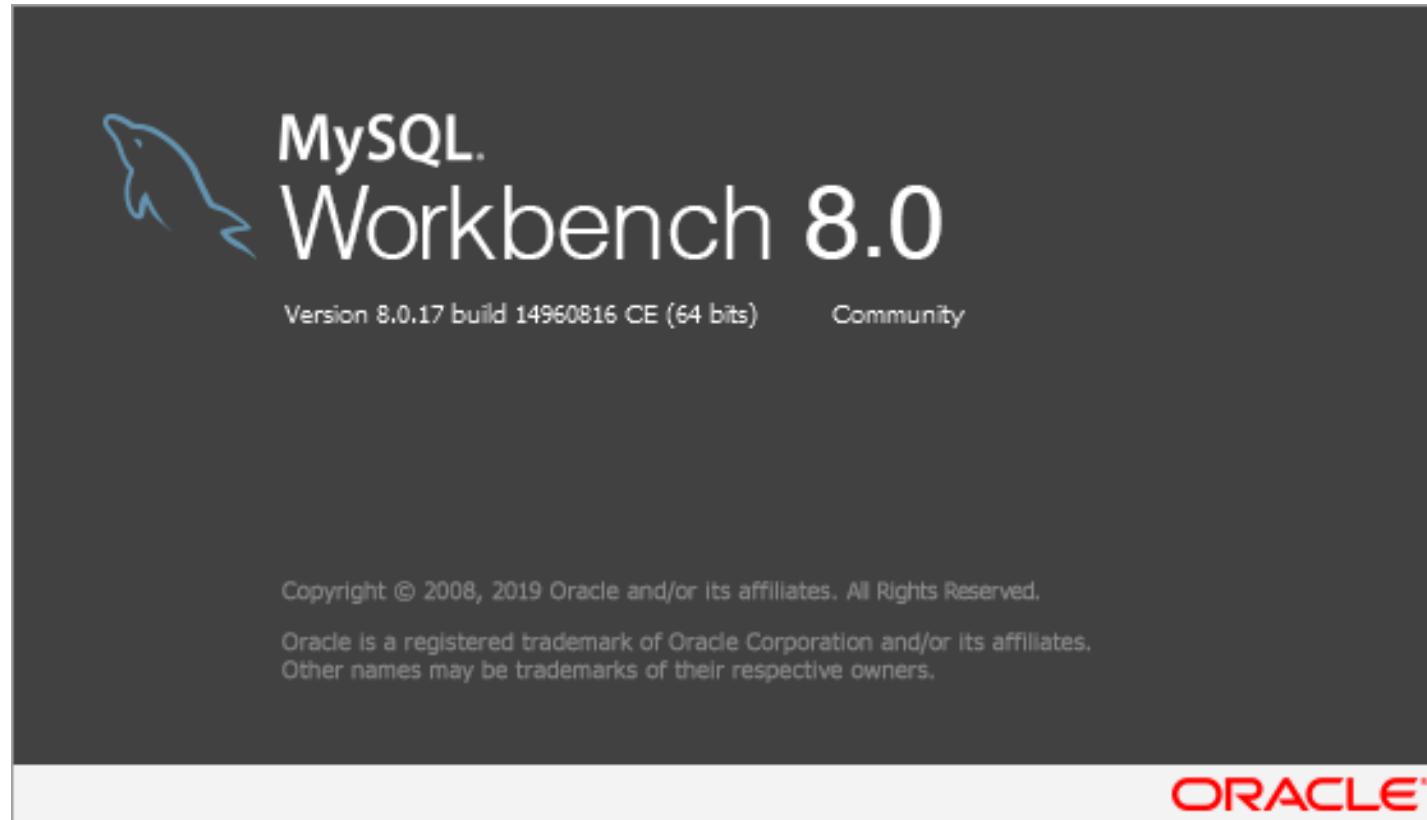 MySQL.
Workbench 8.0
Version 8.0.17 build 14960816 CE (64 bits) Community
Copyright © 2008, 2019 Oracle and/or its affiliates. All Rights Reserved.
Oracle is a registered trademark of Oracle Corporation and/or its affiliates.
Other names may be trademarks of their respective owners.
ORACLE